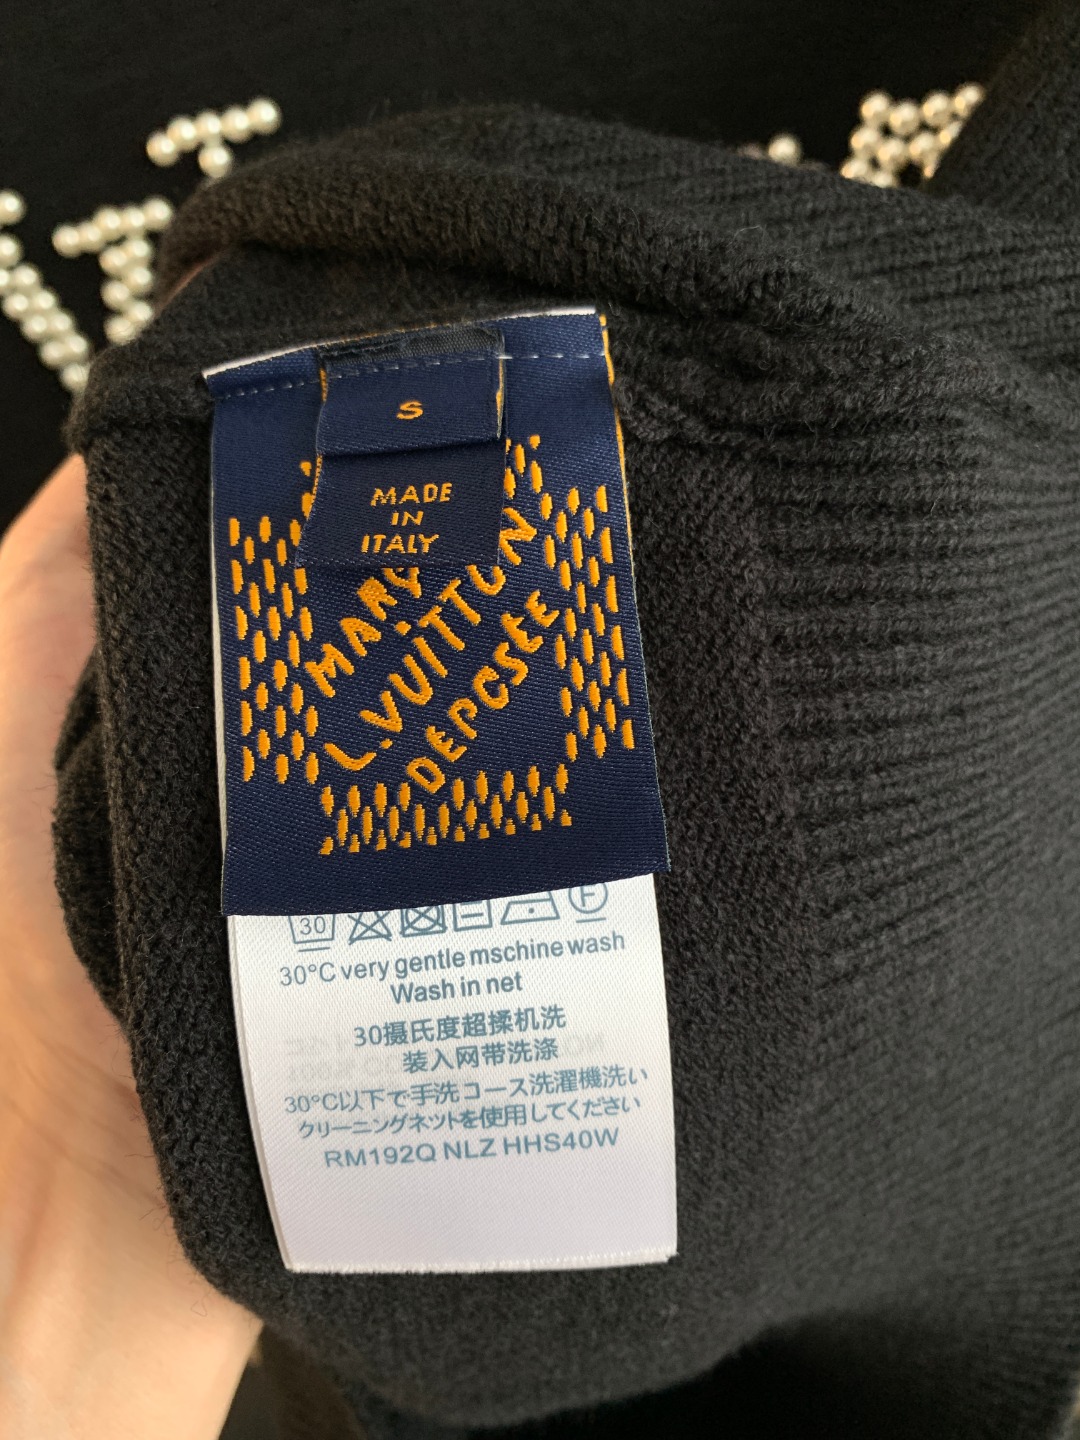 S
MADE
IN
ITALY
MARQ
L.VUITTON
DEPCSte
30
F
30°C very gentle mschine wash
Wash in net
30摄氏度超揉机洗
装入网带洗涤
30°C以下で手洗コース洗濯機洗い
クリーニングネットを使用してください
RM192Q NLZ HHS40W